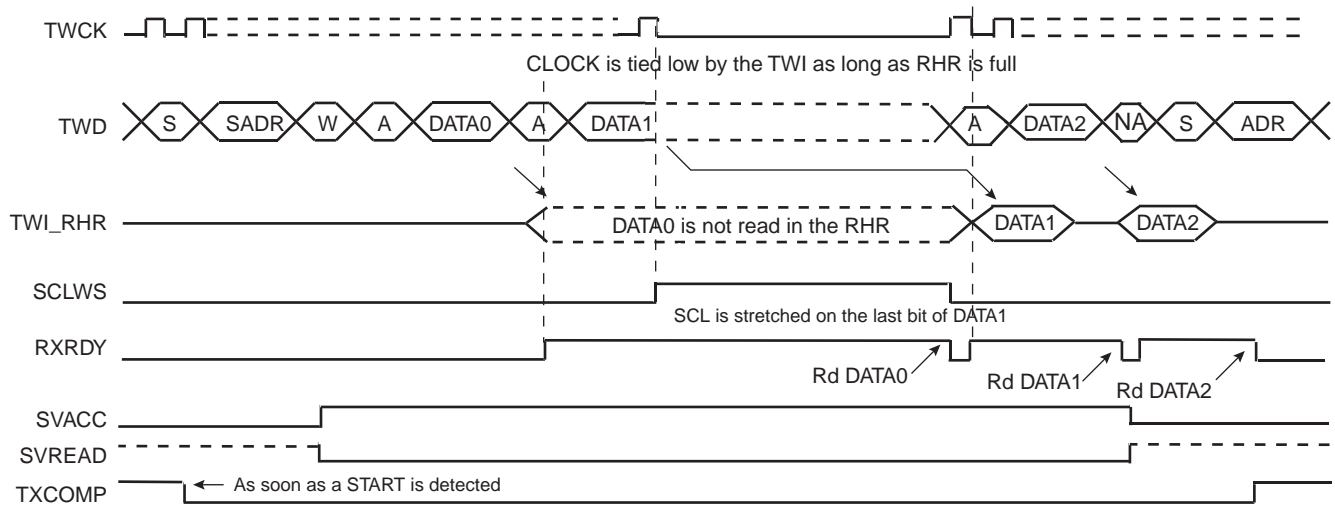 TWCK
CLOCK is tied low by the TWI as long as RHR is full
TWD S SADR W A DATA0 A DATA1 A DATA2 NA S ADR
TWI_RHR DATA0 is not read in the RHR DATA1 DATA2
SCLWS
SCL is stretched on the last bit of DATA1
RXRDY
Rd DATA0 Rd DATA1 Rd DATA2
SVACC
SVREAD
TXCOMP As soon as a START is detected